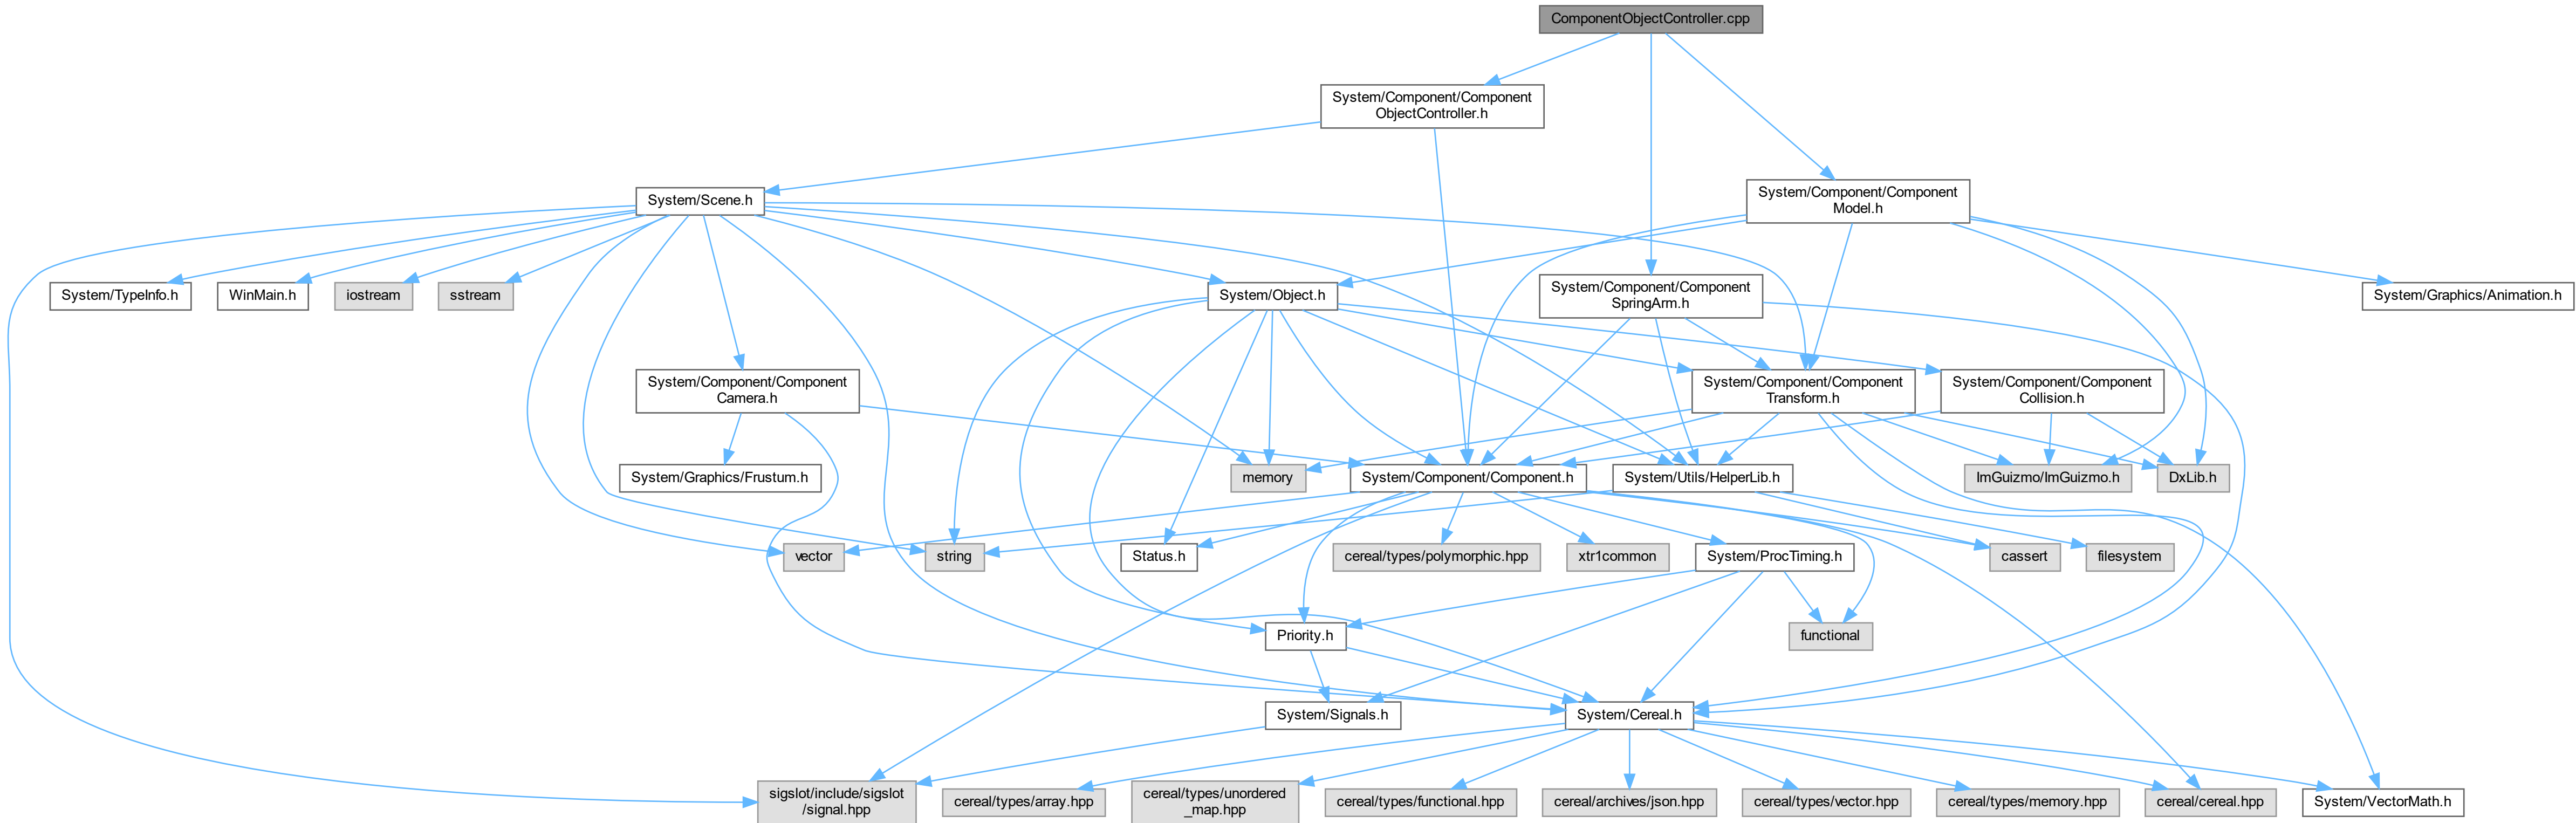 ComponentObjectController.cpp
System/Component/Component
ObjectController.h
System/Scene.h
System/Component/Component
Model.h
System/TypeInfo.h
WinMain.h
iostream
sstream
System/Object.h
System/Component/Component
SpringArm.h
System/Graphics/Animation.h
System/Component/Component
Camera.h
System/Component/Component
Transform.h
System/Component/Component
Collision.h
System/Graphics/Frustum.h
memory
System/Component/Component.h
System/Utils/HelperLib.h
ImGuizmo/ImGuizmo.h
DxLib.h
vector
string
Status.h
cereal/types/polymorphic.hpp
xtr1common
System/ProcTiming.h
cassert
filesystem
Priority.h
functional
System/Signals.h
System/Cereal.h
sigslot/include/sigslot
/signal.hpp
cereal/types/array.hpp
cereal/types/unordered
_map.hpp
cereal/types/functional.hpp
cereal/archives/json.hpp
cereal/types/vector.hpp
cereal/types/memory.hpp
cereal/cereal.hpp
System/VectorMath.h